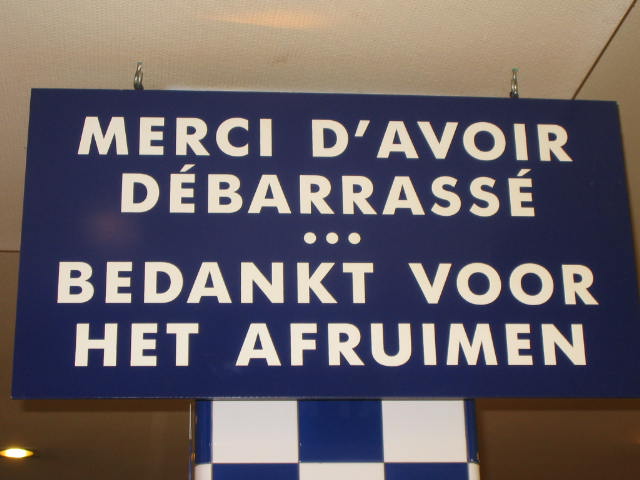 MERCI D'AVOIR
DÉBARRASSÉ
...
BEDANKT VOOR
HET AFRUIMEN